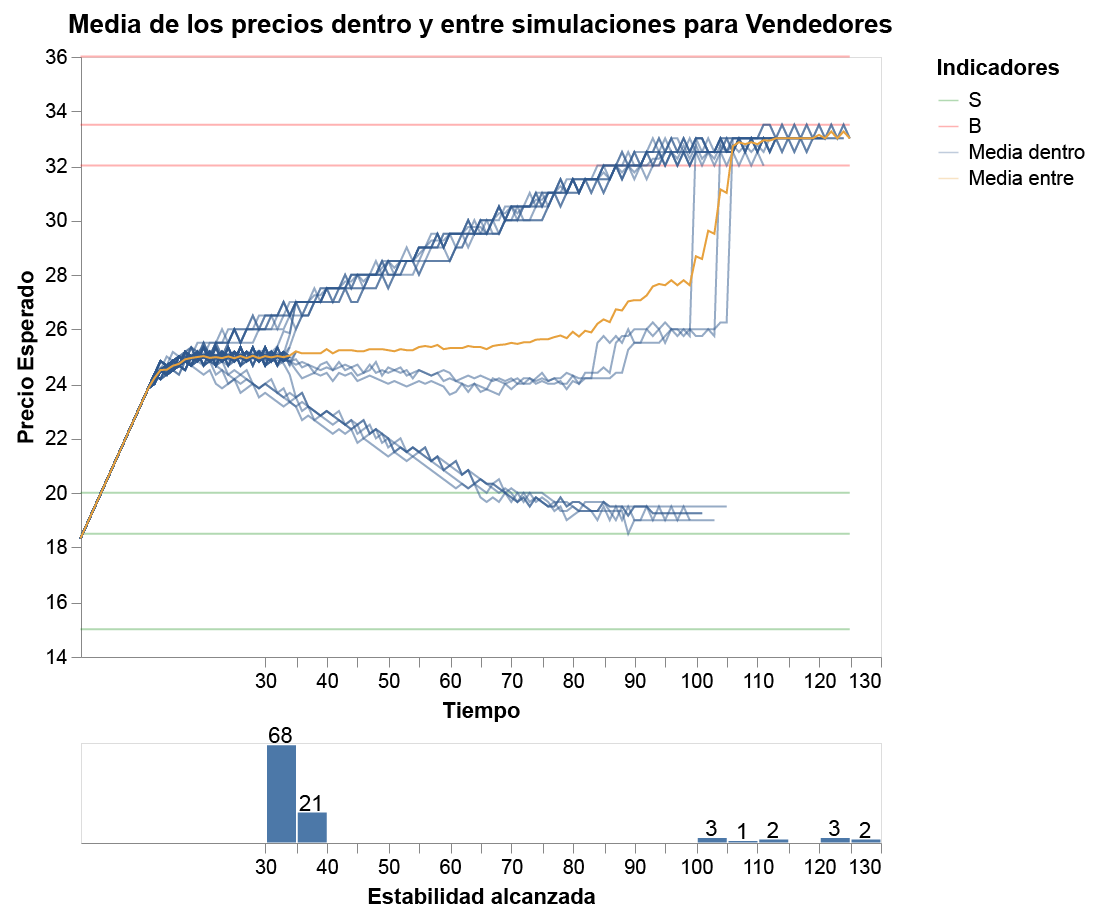 Media de los precios dentro y entre simulaciones para Vendedores
Indicadores
S
B
Media dentro
Media entre
Precio Esperado
36
34
32
30
28
26
24
22
20
18
16
14
30 40 50 60 70 80 90 100 110 120 130
Tiempo
68 21 3 1 2 3 2
30 40 50 60 70 80 90 100 110 120 130
Estabilidad alcanzada